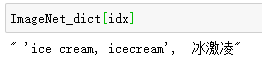 ImageNet_dict[idx]
" 'ice cream, icecream',  冰激凌"